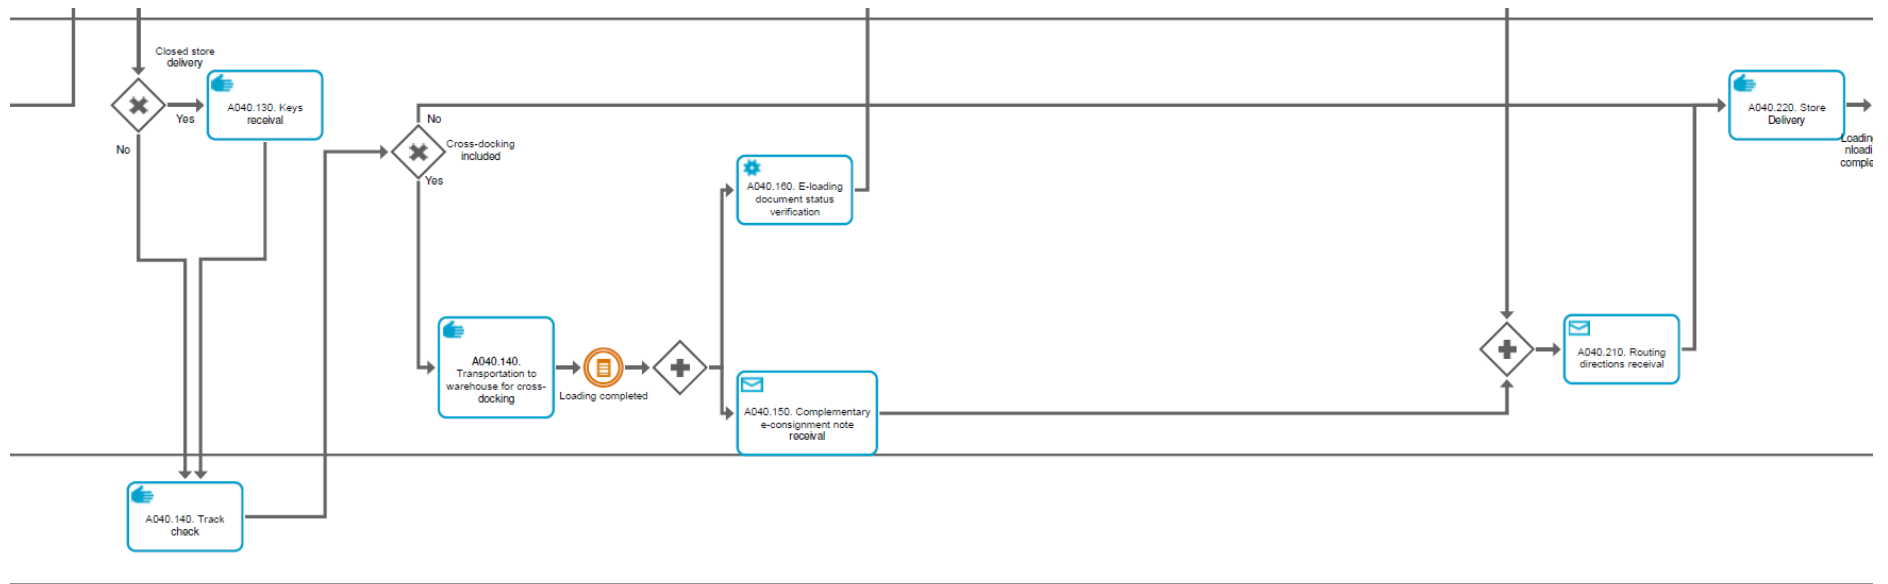 Closed store
delivery
A040.130. Keys
receival
Yes
No
No
Cross-docking
included
Yes
A040.160. E-loading
document status
verification
A040.220. Store
Delivery
A040.140.
Transportation to
warehouse for cross-
docking
Loading completed
A040.150. Complementary
e-consignment note
receival
A040.210. Routing
directions receival
A040.140. Track
check